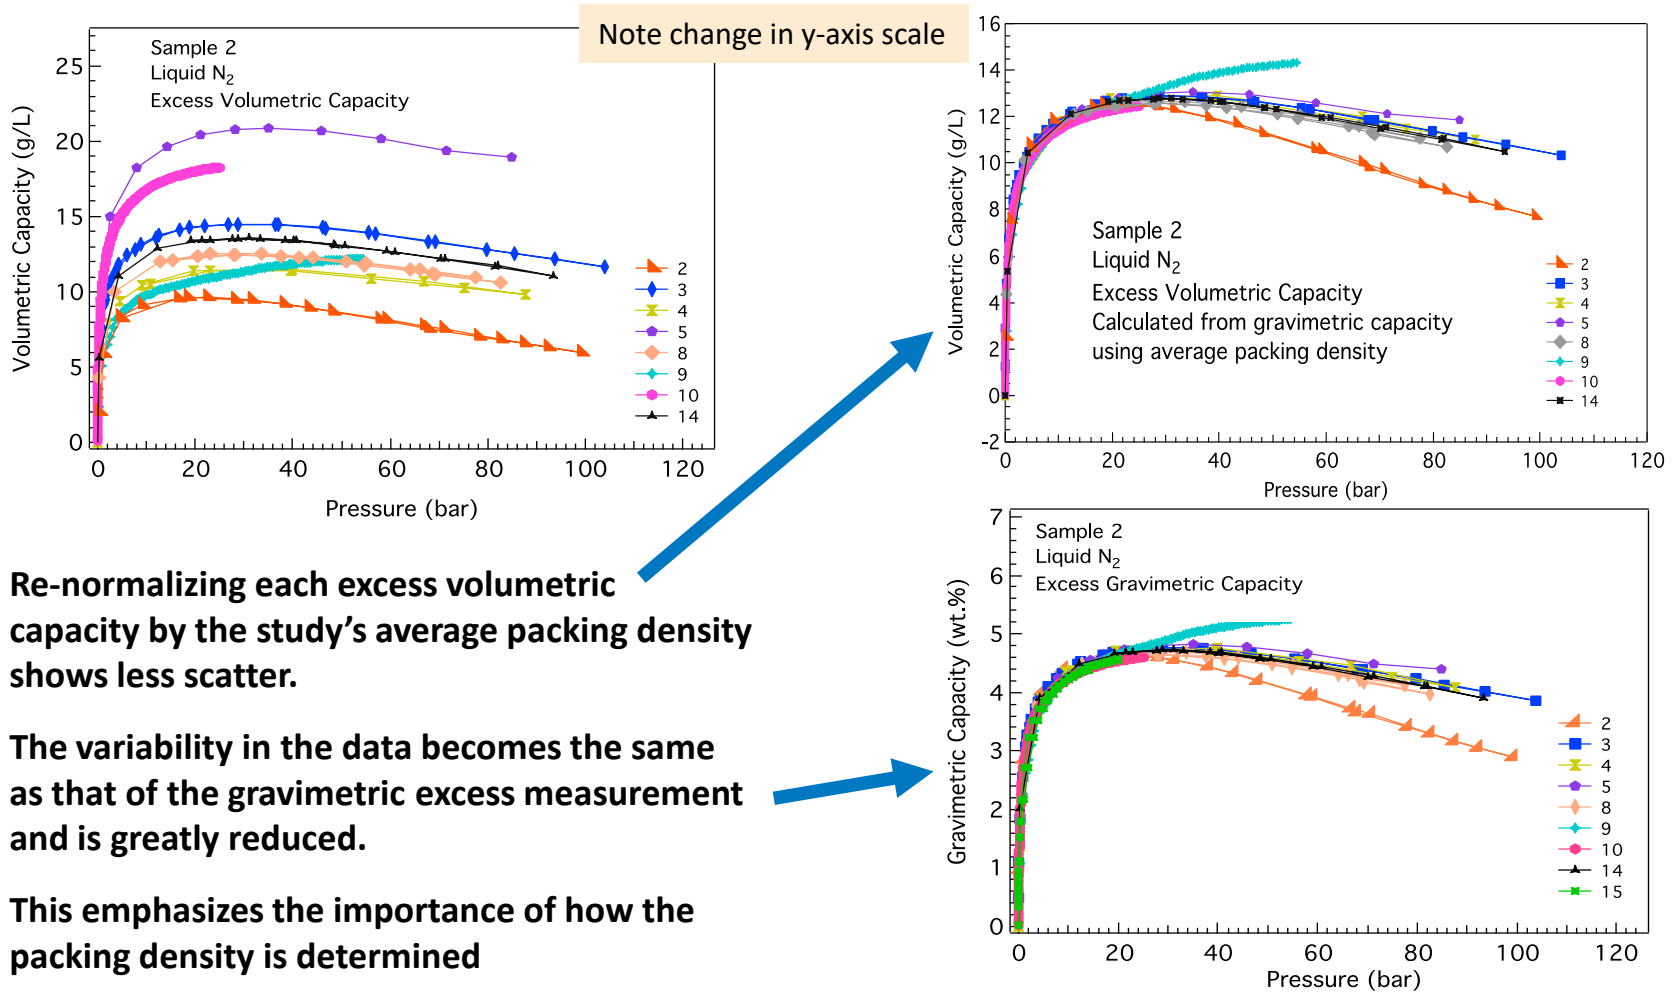 Note change in y-axis scale
Sample 2
Liquid N₂
Excess Volumetric Capacity
Volumetric Capacity (g/L)
25
20
15
10
5
0
0 20 40 60 80 100 120
Pressure (bar)
2
3
4
5
8
9
10
14
Sample 2
Liquid N₂
Excess Volumetric Capacity
Calculated from gravimetric capacity
using average packing density
Volumetric Capacity (g/L)
16
14
12
10
8
6
4
2
0
-2
0 20 40 60 80 100 120
Pressure (bar)
2
3
4
5
8
9
10
14
Re-normalizing each excess volumetric
capacity by the study’s average packing density
shows less scatter.
The variability in the data becomes the same
as that of the gravimetric excess measurement
and is greatly reduced.
This emphasizes the importance of how the
packing density is determined
Sample 2
Liquid N₂
Excess Gravimetric Capacity
Gravimetric Capacity (wt.%)
7
6
5
4
3
2
1
0
0 20 40 60 80 100 120
Pressure (bar)
2
3
4
5
8
9
10
14
15